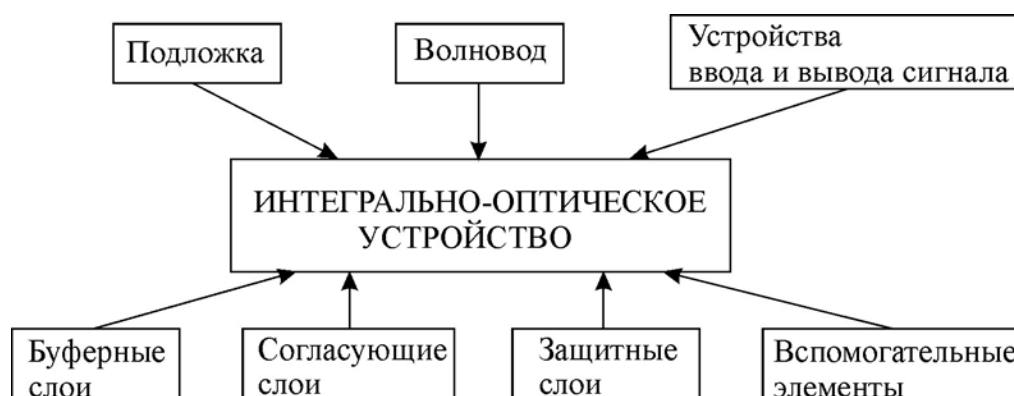 Подложка
Волновод
Устройства
ввода и вывода сигнала
ИНТЕГРАЛЬНО-ОПТИЧЕСКОЕ
УСТРОЙСТВО
Буферные
слои
Согласующие
слои
Защитные
слои
Вспомогательные
элементы